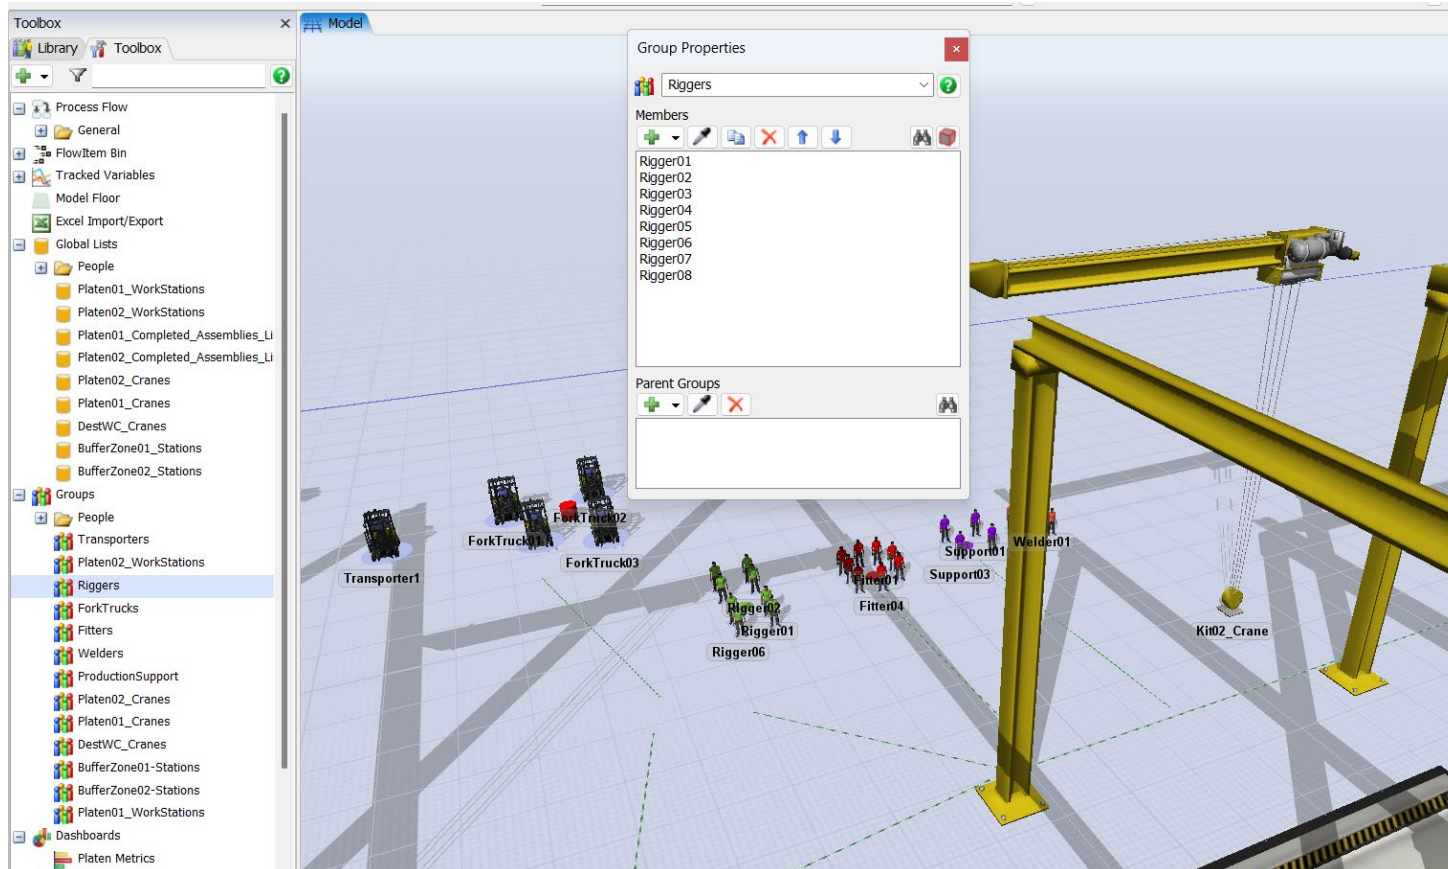 Toolbox
Library
Toolbox
Process Flow
General
FlowItem Bin
Tracked Variables
Model Floor
Excel Import/Export
Global Lists
People
Platen01_WorkStations
Platen02_WorkStations
Platen01_Completed_Assemblies_Li
Platen02_Completed_Assemblies_Li
Platen02_Cranes
Platen01_Cranes
DestWC_Cranes
BufferZone01_Stations
BufferZone02_Stations
Groups
People
Transporters
Platen02_WorkStations
Riggers
ForkTrucks
Fitters
Welders
ProductionSupport
Platen02_Cranes
Platen01_Cranes
DestWC_Cranes
BufferZone01-Stations
BufferZone02-Stations
Platen01_WorkStations
Dashboards
Platen Metrics
Model
Group Properties
Riggers
Members
Rigger01
Rigger02
Rigger03
Rigger04
Rigger05
Rigger06
Rigger07
Rigger08
Parent Groups
Transporter1
ForkTruck01
ForkTruck02
ForkTruck03
Rigger02
Rigger01
Rigger06
Fitter01
Fitter04
Support01
Support03
Welder01
Kit02_Crane